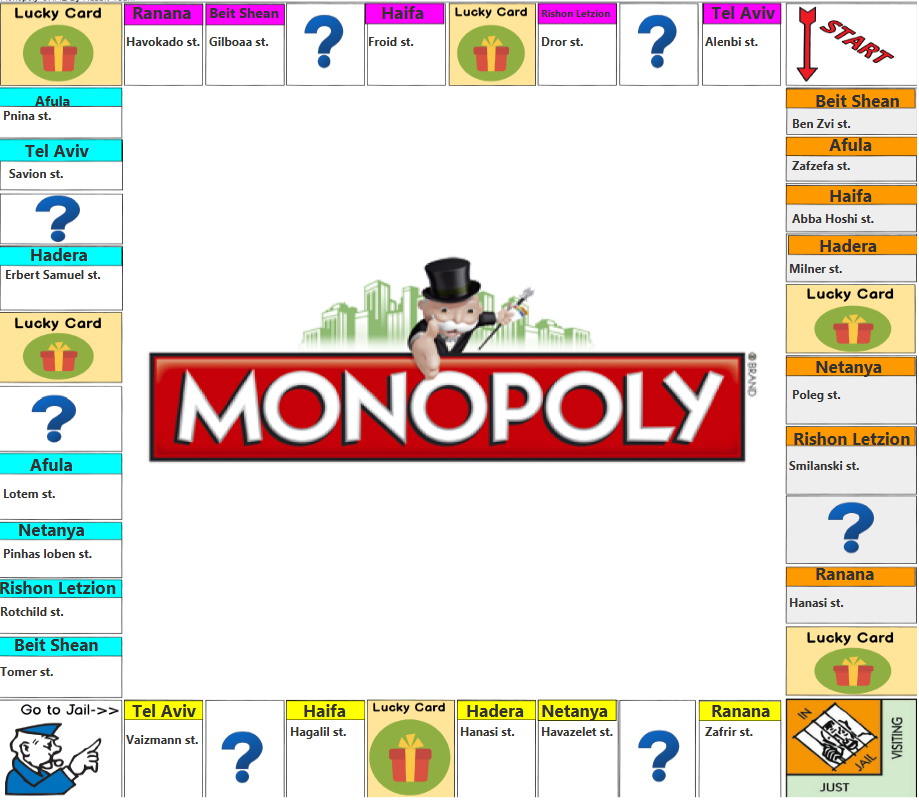 Lucky Card
Ranana
Havokado st.
Beit Shean
Gilboaa st.
Haifa
Froid st.
Lucky Card
Rishon Letzion
Dror st.
Tel Aviv
Alenbi st.
START
Afula
Pnina st.
Tel Aviv
Savion st.
Hadera
Erbert Samuel st.
Lucky Card
Afula
Lotem st.
Netanya
Pinhas loben st.
Rishon Letzion
Rotchild st.
Beit Shean
Tomer st.
MONOPOLY
® BRAND
Beit Shean
Ben Zvi st.
Afula
Zafzefa st.
Haifa
Abba Hoshi st.
Hadera
Milner st.
Lucky Card
Netanya
Poleg st.
Rishon Letzion
Smilanski st.
Ranana
Hanasi st.
Lucky Card
Go to Jail->>
Tel Aviv
Vaizmann st.
Haifa
Hagalil st.
Lucky Card
Hadera
Hanasi st.
Netanya
Havazelet st.
Ranana
Zafrir st.
IN
JAIL
VISITING
JUST